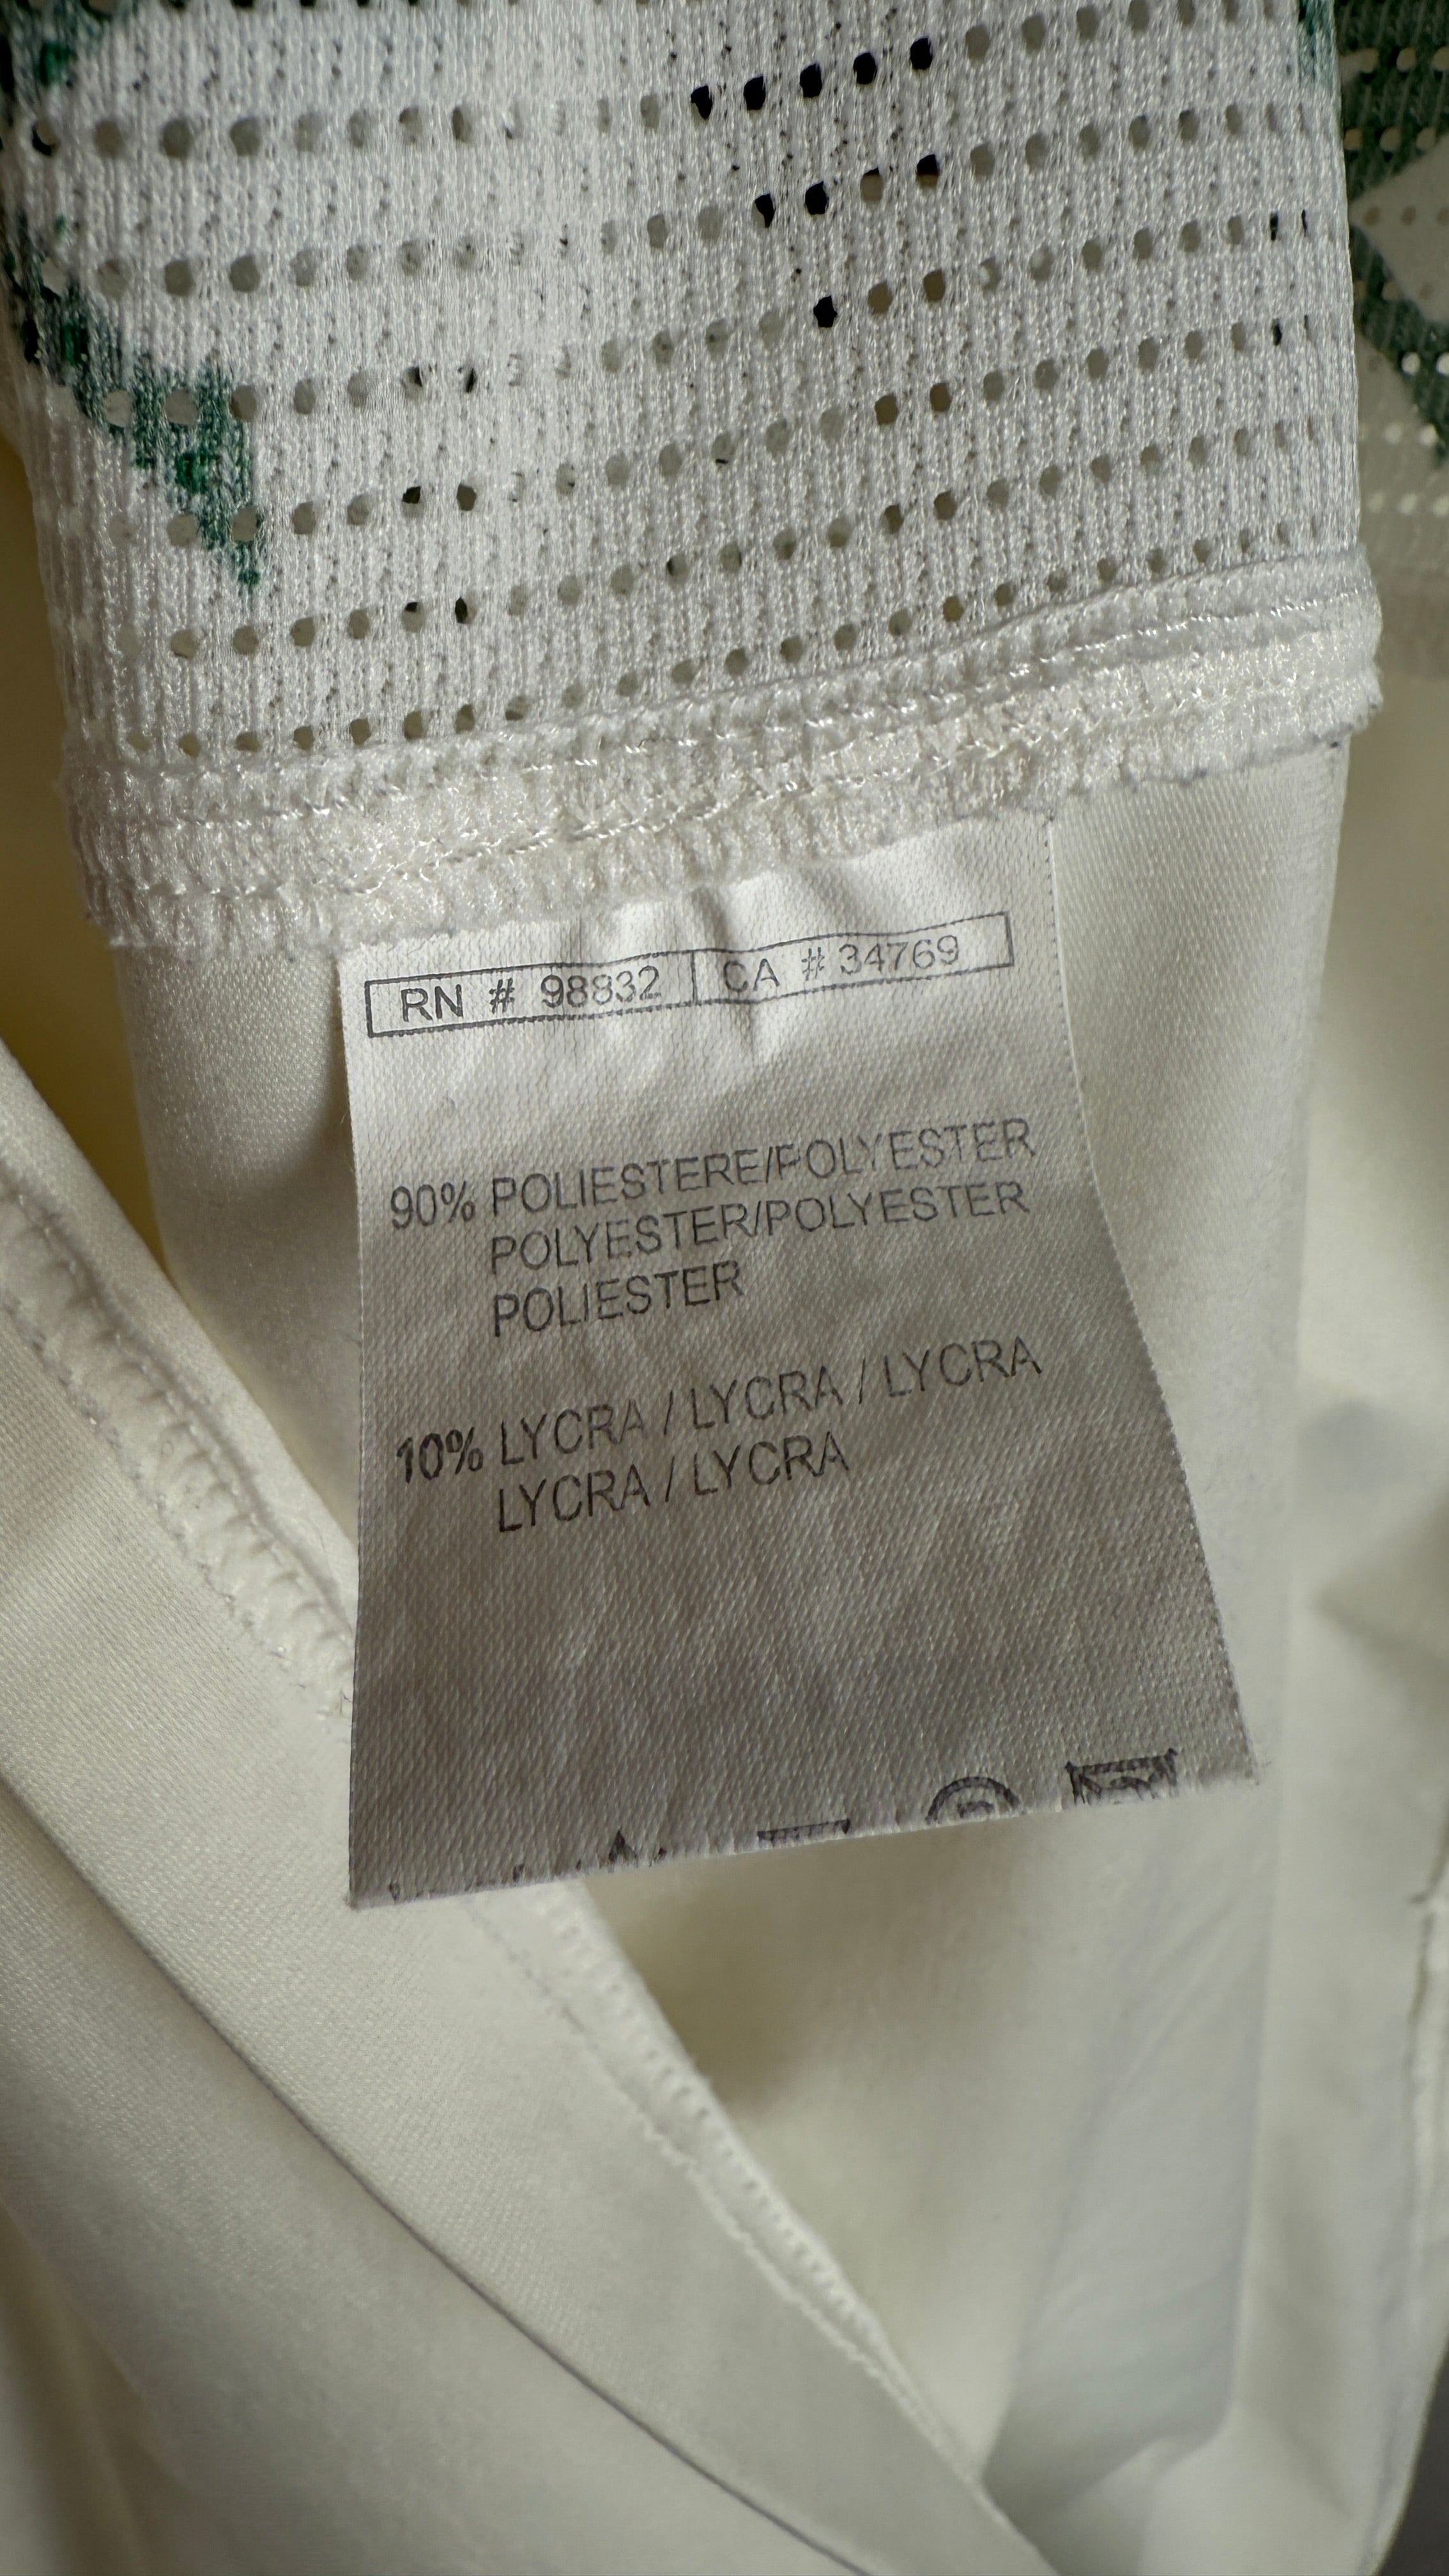 RN # 98832 CA # 34769
90% POLIESTERE/POLYESTER
POLYESTER/POLYESTER
POLIESTER
10% LYCRA / LYCRA / LYCRA
LYCRA / LYCRA